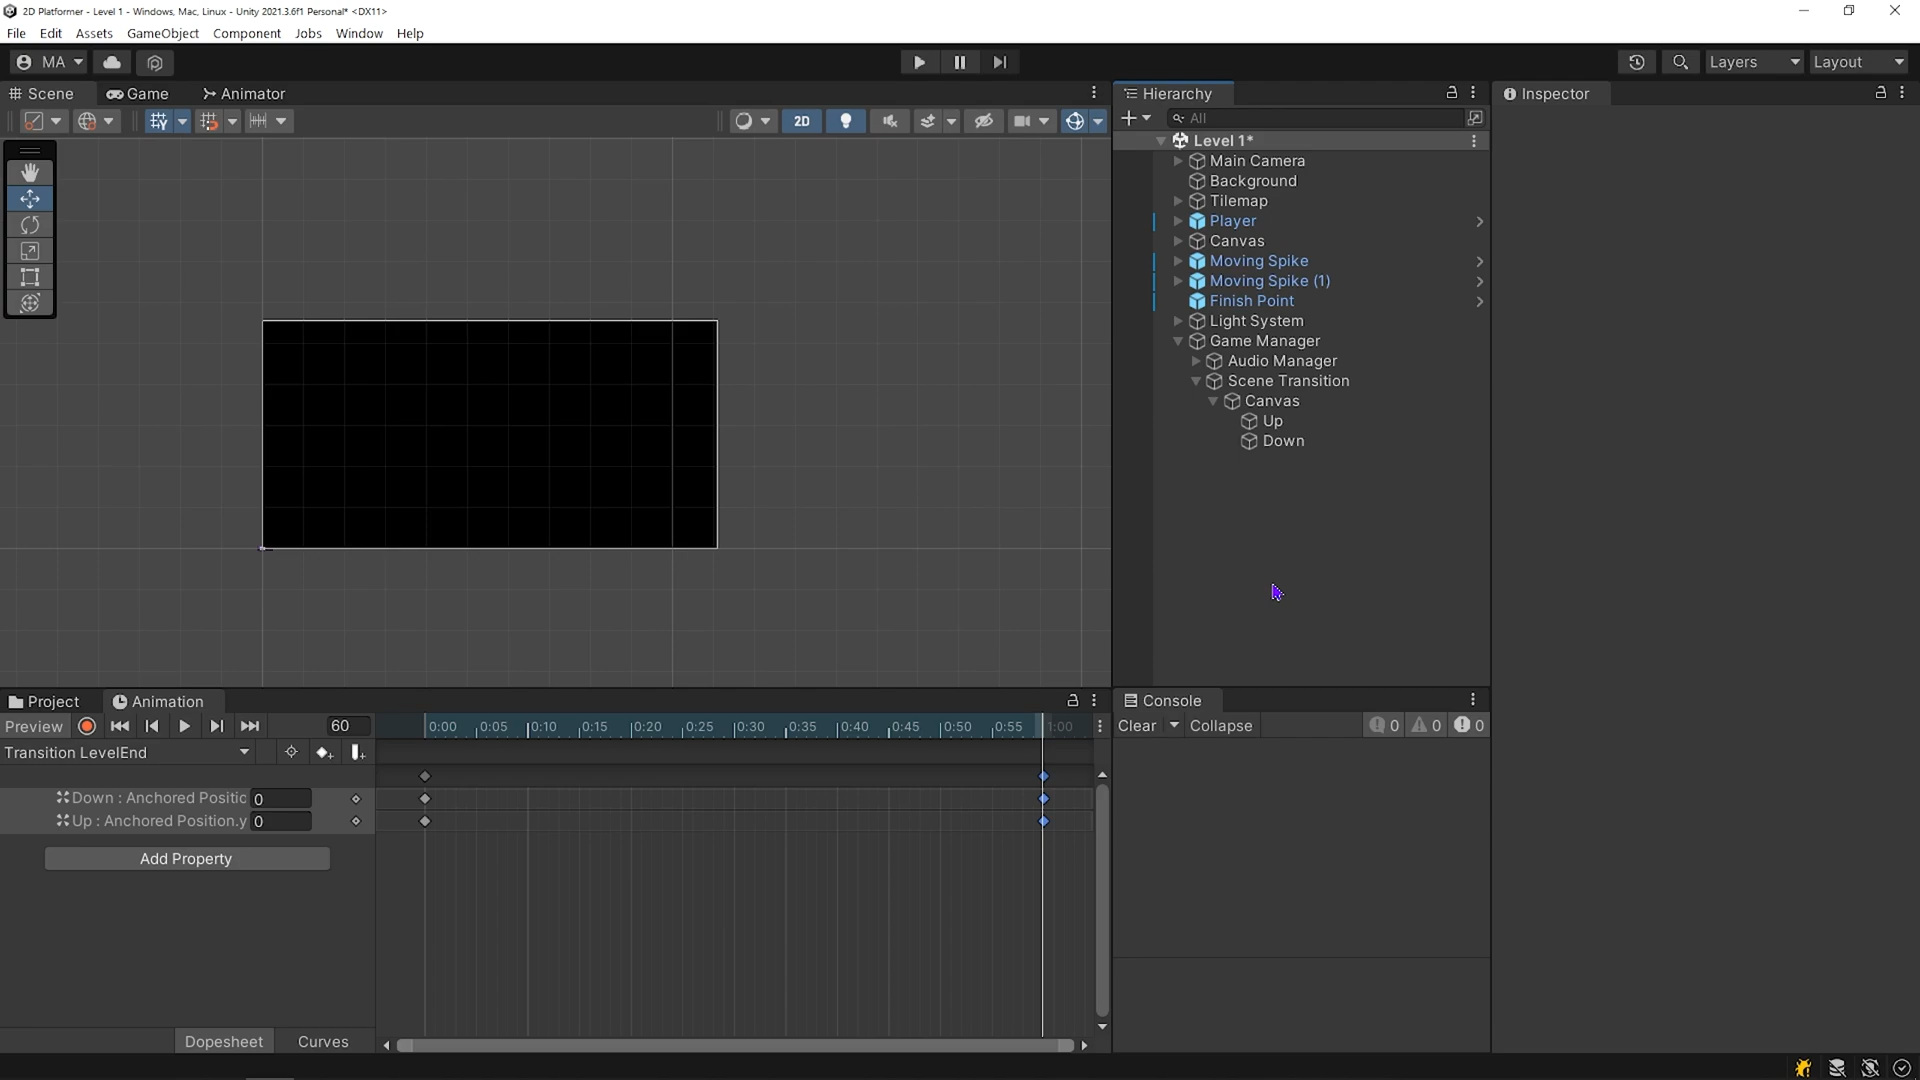 2D Platformer - Level 1 - Windows, Mac, Linux - Unity 2021.3.6f1 Personal* <DX11>
File Edit Assets GameObject Component Jobs Window Help
MA Layers Layout
Scene Game Animator
2D
Hierarchy
All
Level 1*
Main Camera
Background
Tilemap
Player
Canvas
Moving Spike
Moving Spike (1)
Finish Point
Light System
Game Manager
Audio Manager
Scene Transition
Canvas
Up
Down
Inspector
Project Animation
Preview 60 0:00 0:05 0:10 0:15 0:20 0:25 0:30 0:35 0:40 0:45 0:50 0:55 1:00
Transition LevelEnd
Down : Anchored Positic 0
Up : Anchored Position.y 0
Add Property
Dopesheet Curves
Console
Clear Collapse 0 0 0